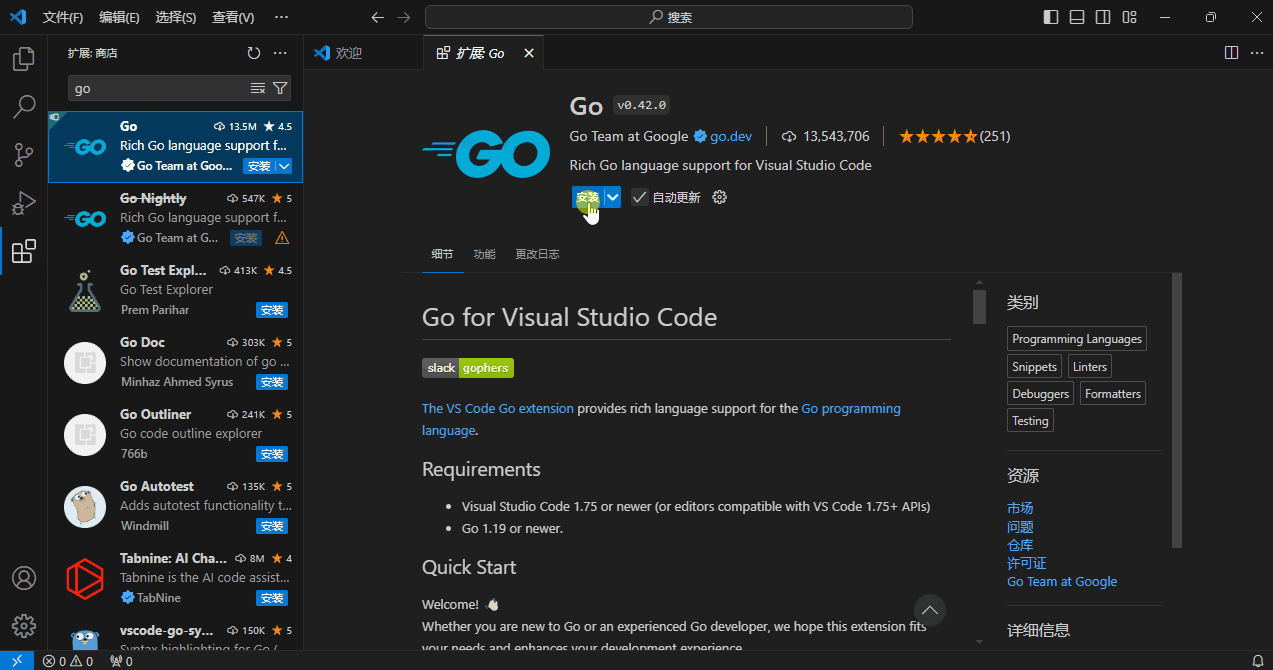 文件(F) 编辑(E) 选择(S) 查看(V) ··· 搜索
扩展: 商店 ···
go
Go 13.5M ★ 4.5
Rich Go language support f...
Go Team at Goo... 安装
Go Nightly 547K ★ 5
Rich Go language support f...
Go Team at G... 安装
Go Test Expl... 413K ★ 4.5
Go Test Explorer
Prem Parihar 安装
Go Doc 303K ★ 5
Show documentation of go ...
Minhaz Ahmed Syrus 安装
Go Outliner 241K ★ 5
Go code outline explorer
766b 安装
Go Autotest 135K ★ 5
Adds autotest functionality t...
Windmill 安装
Tabnine: AI Cha... 8M ★ 4
Tabnine is the AI code assist...
TabNine 安装
vscode-go-sy... 150K ★ 5
Syntax highlighting for Go (
欢迎 扩展: Go ···
GO
Go v0.42.0
Go Team at Google go.dev 13,543,706 ★★★★★(251)
Rich Go language support for Visual Studio Code
安装 自动更新
细节 功能 更改日志
Go for Visual Studio Code
slack gophers
The VS Code Go extension provides rich language support for the Go programming
language.
Requirements
• Visual Studio Code 1.75 or newer (or editors compatible with VS Code 1.75+ APIs)
• Go 1.19 or newer.
Quick Start
Welcome! 👋🏻
Whether you are new to Go or an experienced Go developer, we hope this extension fits
your needs and enhances your development experience.
类别
Programming Languages
Snippets Linters
Debuggers Formatters
Testing
资源
市场
问题
仓库
许可证
Go Team at Google
详细信息
0 0 0